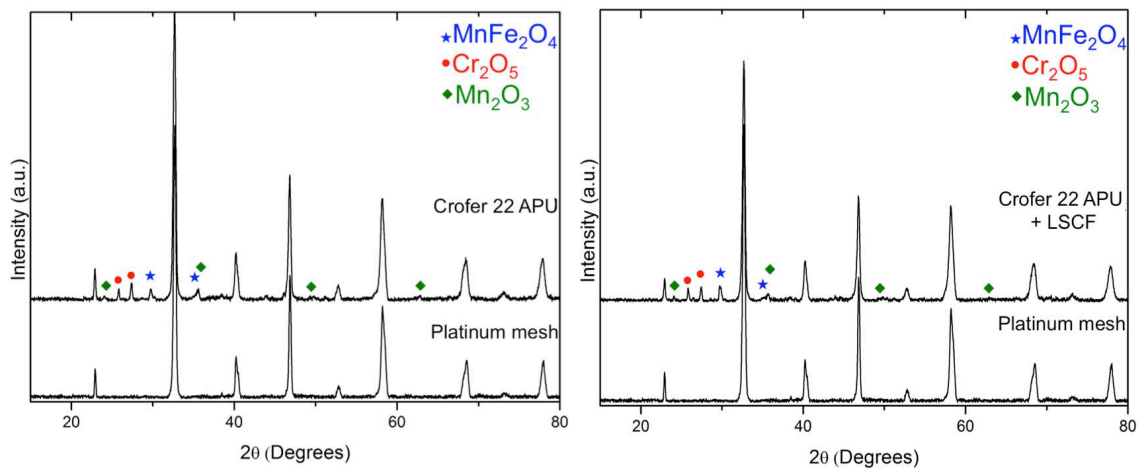 MnFe₂O₄
Cr₂O₅
Mn₂O₃
Intensity (a.u.)
Crofer 22 APU
Platinum mesh
20
40
60
80
2θ (Degrees)
MnFe₂O₄
Cr₂O₅
Mn₂O₃
Intensity (a.u.)
Crofer 22 APU
+ LSCF
Platinum mesh
20
40
60
80
2θ (Degrees)